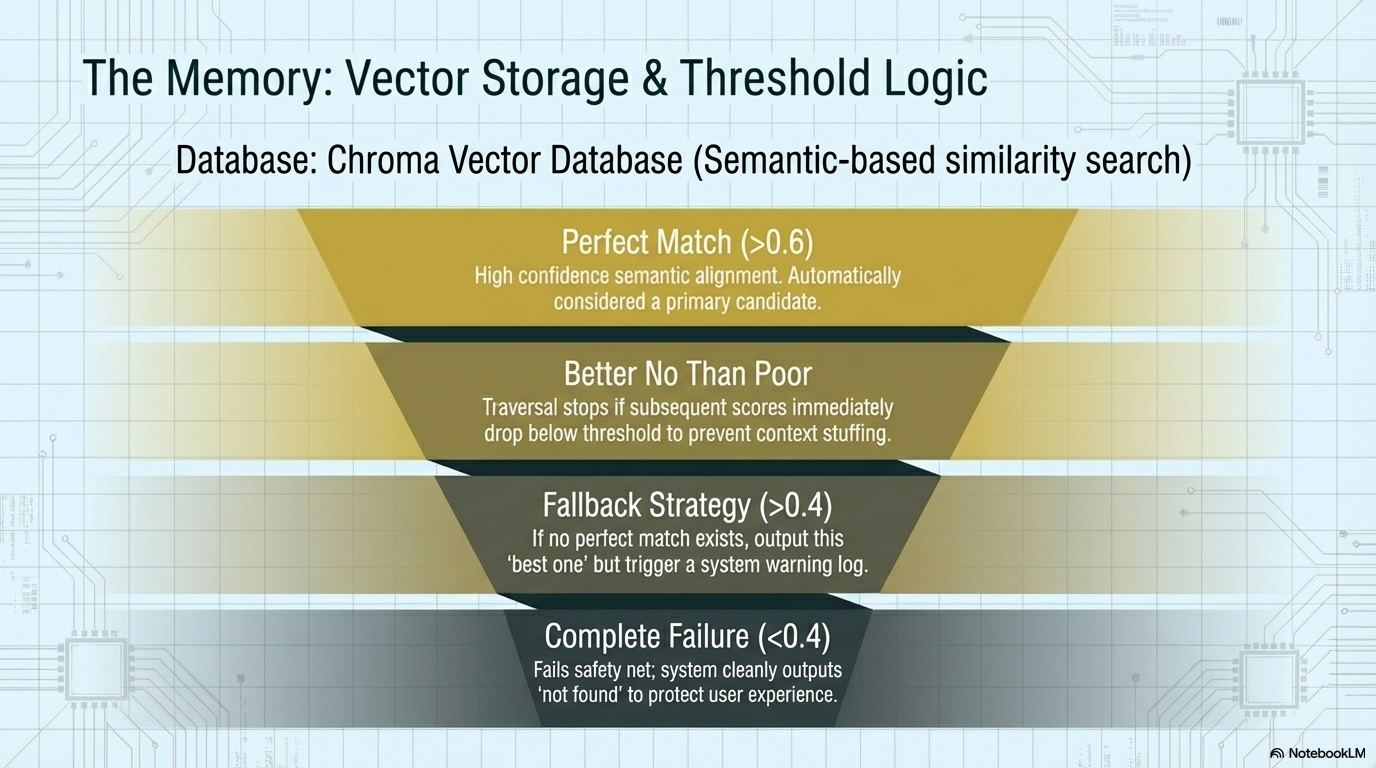 The Memory: Vector Storage & Threshold Logic
Database: Chroma Vector Database (Semantic-based similarity search)
Perfect Match (>0.6)
High confidence semantic alignment. Automatically
considered a primary candidate.
Better No Than Poor
Traversal stops if subsequent scores immediately
drop below threshold to prevent context stuffing.
Fallback Strategy (>0.4)
If no perfect match exists, output this
‘best one’ but trigger a system warning log.
Complete Failure (<0.4)
Fails safety net; system cleanly outputs
‘not found’ to protect user experience.
NotebookLM